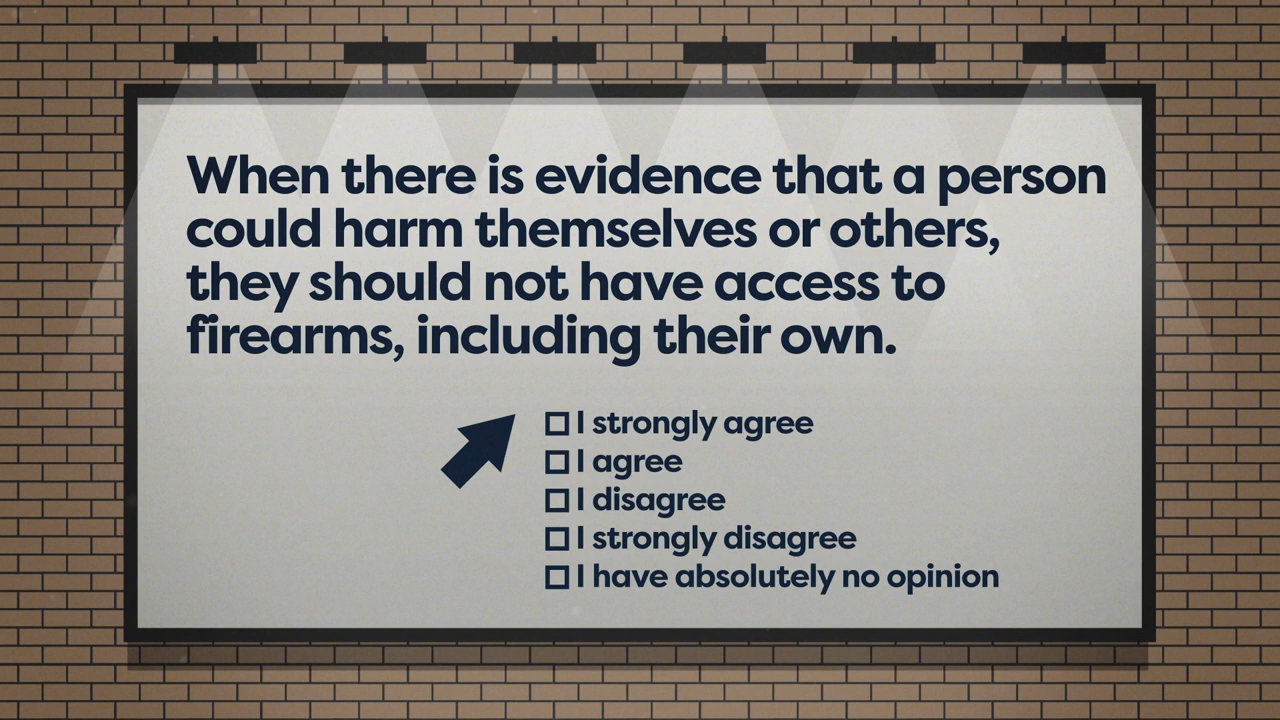 When there is evidence that a person
could harm themselves or others,
they should not have access to
firearms, including their own.
I strongly agree
I agree
I disagree
I strongly disagree
I have absolutely no opinion